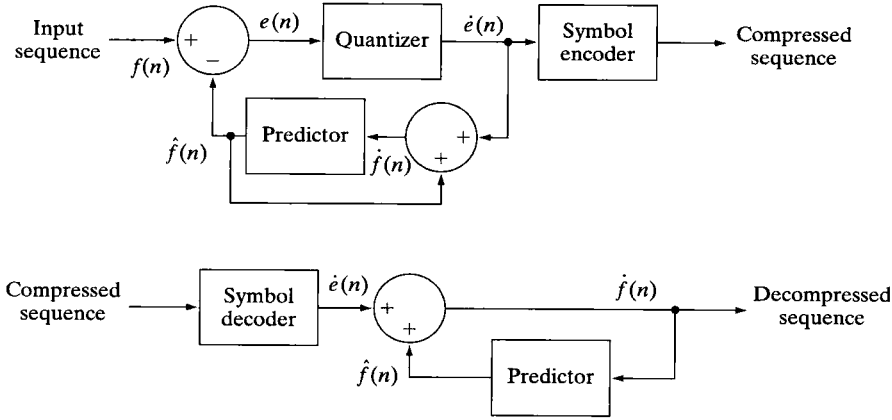 Input
sequence
f(n)
+
−
e(n)
Quantizer
ė(n)
Symbol
encoder
Compressed
sequence
f̂(n)
Predictor
ḟ(n)
+
+
Compressed
sequence
Symbol
decoder
ė(n)
+
+
ḟ(n)
Decompressed
sequence
f̂(n)
Predictor